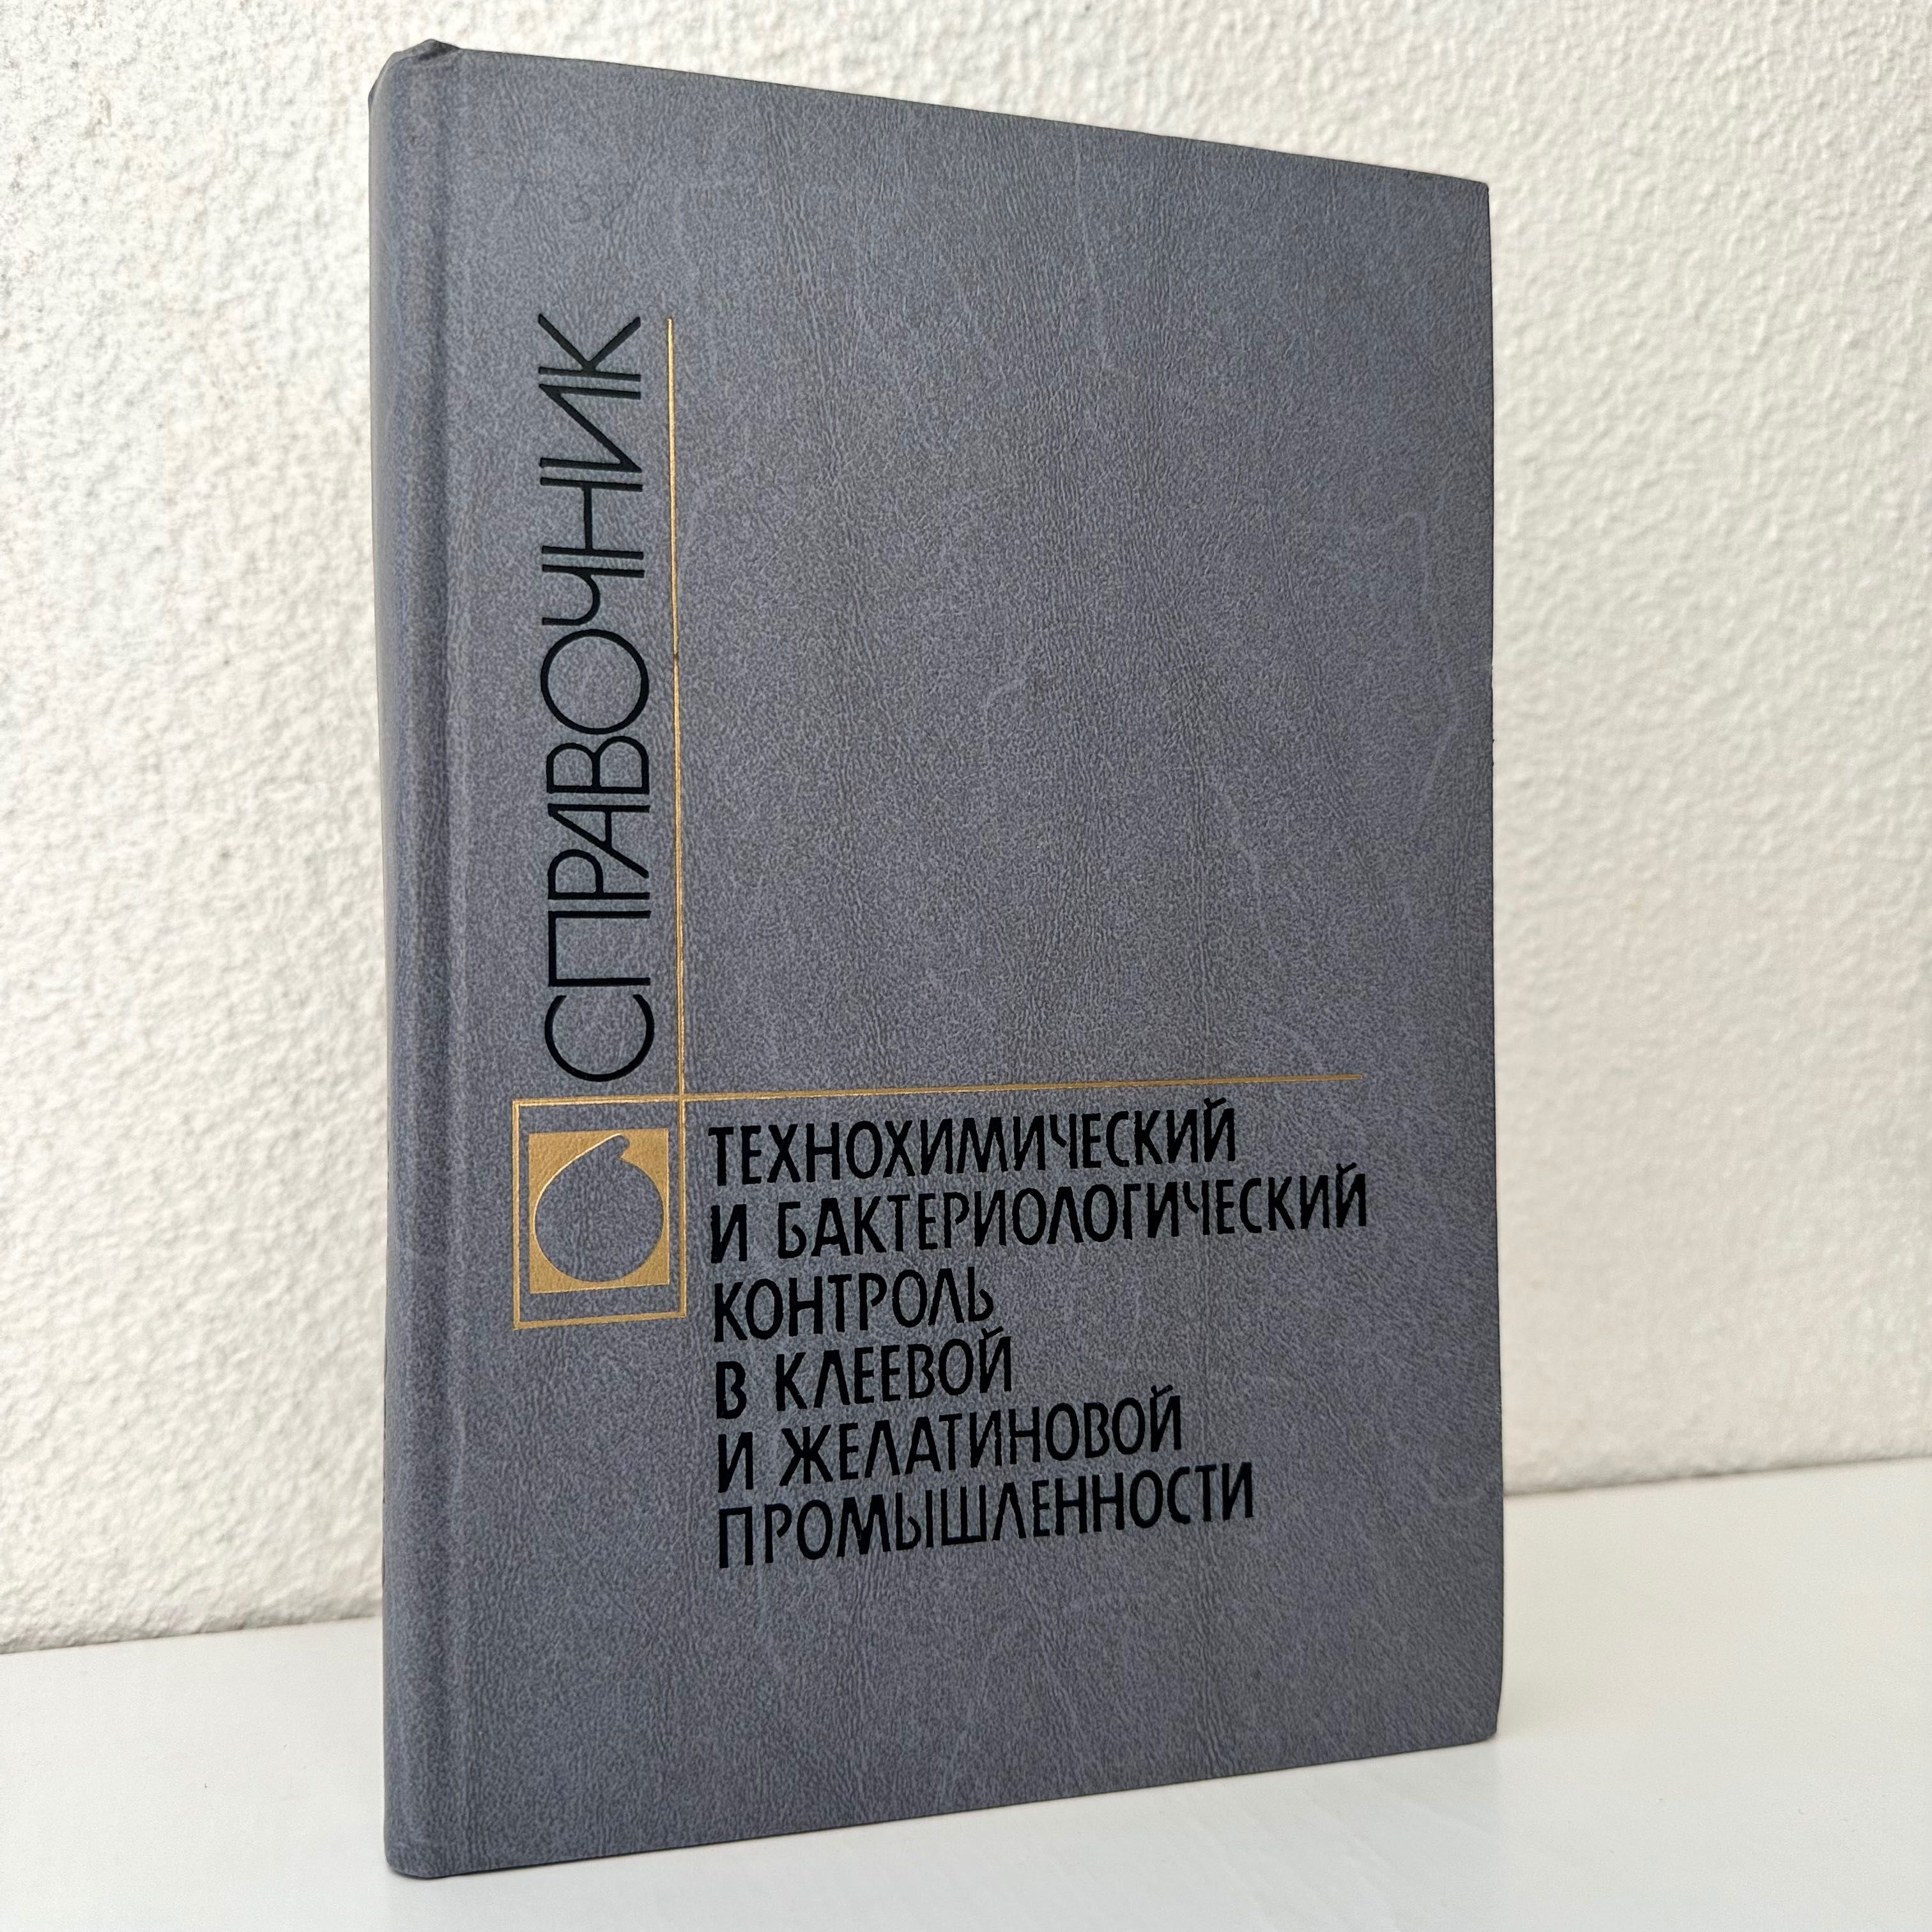 СПРАВОЧНИК
ТЕХНОХИМИЧЕСКИЙ
И БАКТЕРИОЛОГИЧЕСКИЙ
КОНТРОЛЬ
В КЛЕЕВОЙ
И ЖЕЛАТИНОВОЙ
ПРОМЫШЛЕННОСТИ